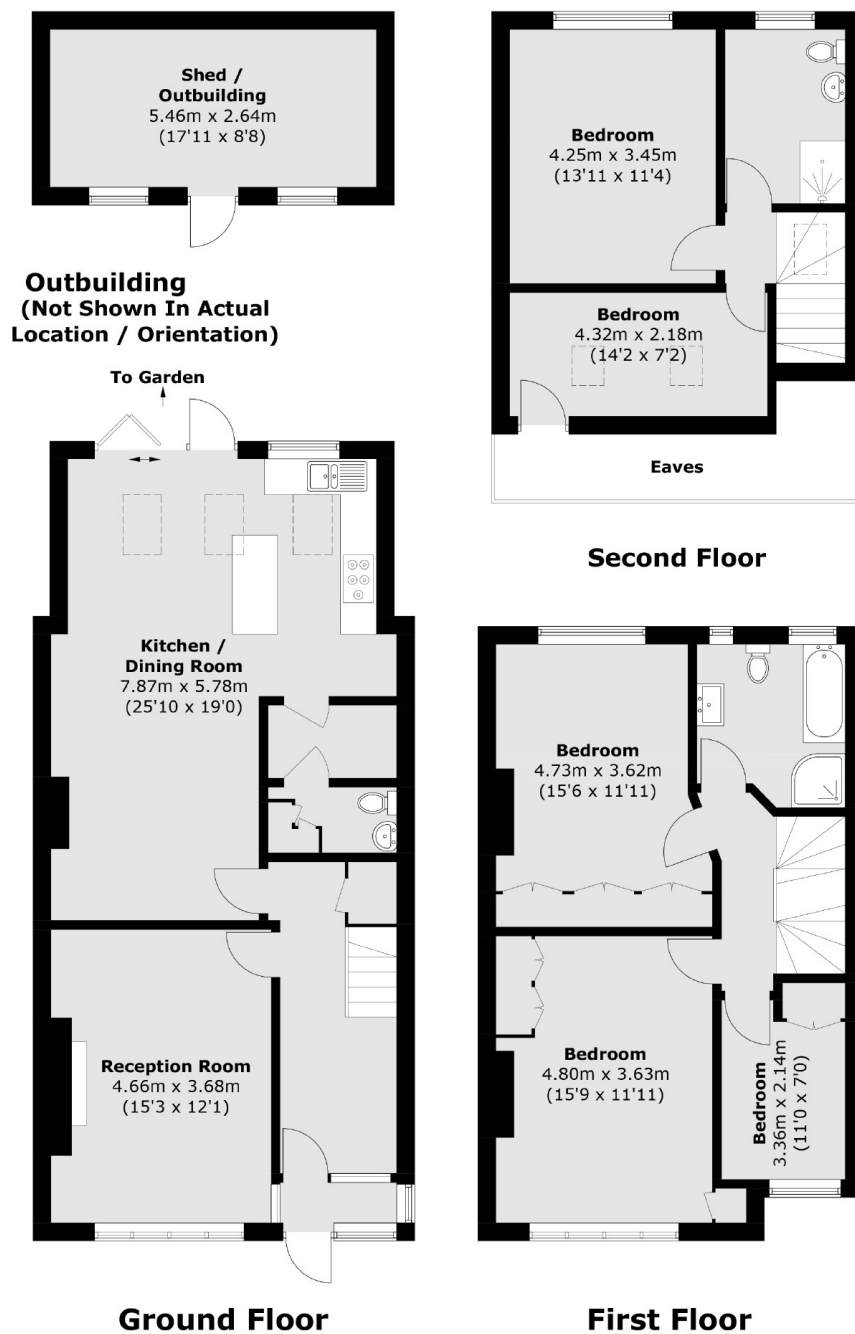 Shed /
Outbuilding
5.46m x 2.64m
(17'11 x 8'8)
Outbuilding
(Not Shown In Actual
Location / Orientation)
To Garden
Kitchen /
Dining Room
7.87m x 5.78m
(25'10 x 19'0)
Reception Room
4.66m x 3.68m
(15'3 x 12'1)
Ground Floor
Bedroom
4.25m x 3.45m
(13'11 x 11'4)
Bedroom
4.32m x 2.18m
(14'2 x 7'2)
Eaves
Second Floor
Bedroom
4.73m x 3.62m
(15'6 x 11'11)
Bedroom
4.80m x 3.63m
(15'9 x 11'11)
Bedroom
3.36m x 2.14m
(11'0 x 7'0)
First Floor